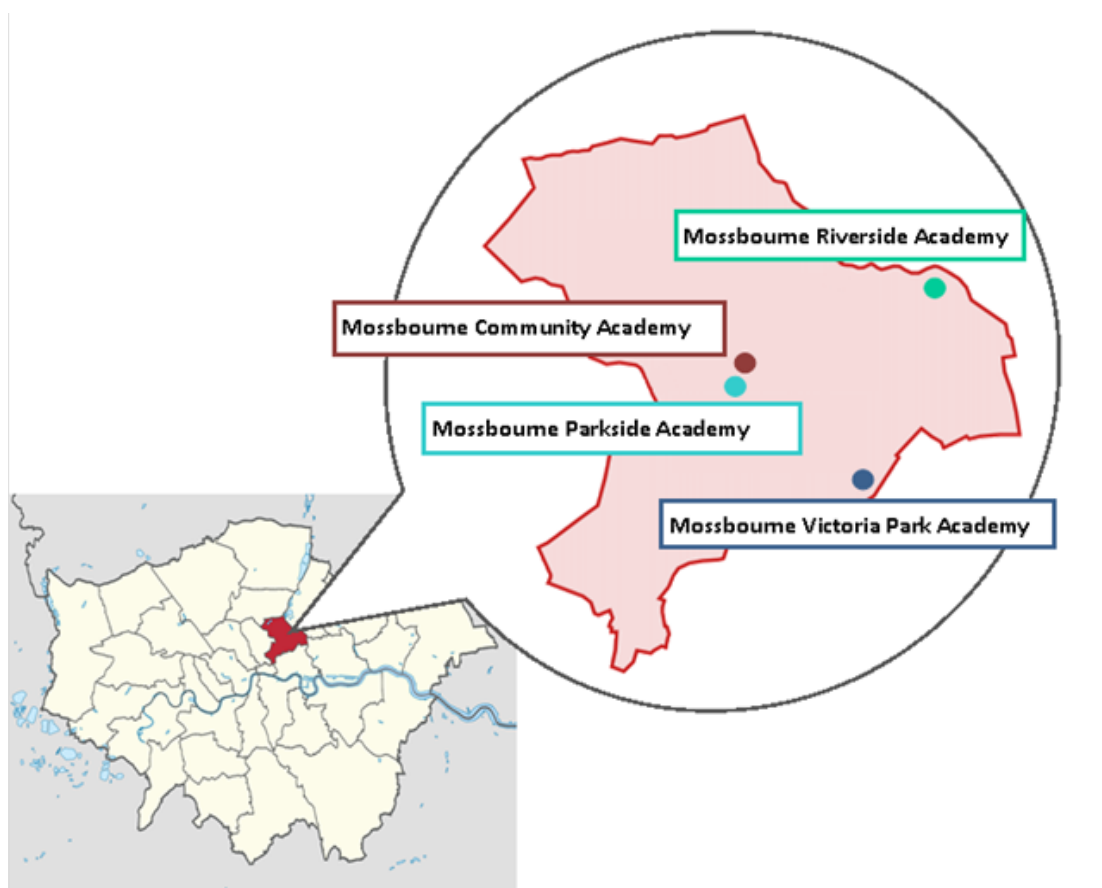 Mossbourne Riverside Academy
Mossbourne Community Academy
Mossbourne Parkside Academy
Mossbourne Victoria Park Academy